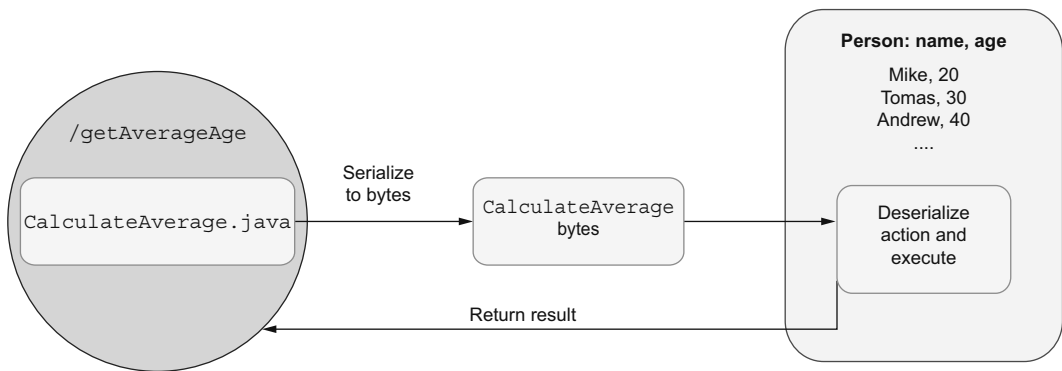 /getAverageAge
CalculateAverage.java
Serialize
to bytes
CalculateAverage
bytes
Person: name, age
Mike, 20
Tomas, 30
Andrew, 40
....
Deserialize
action and
execute
Return result